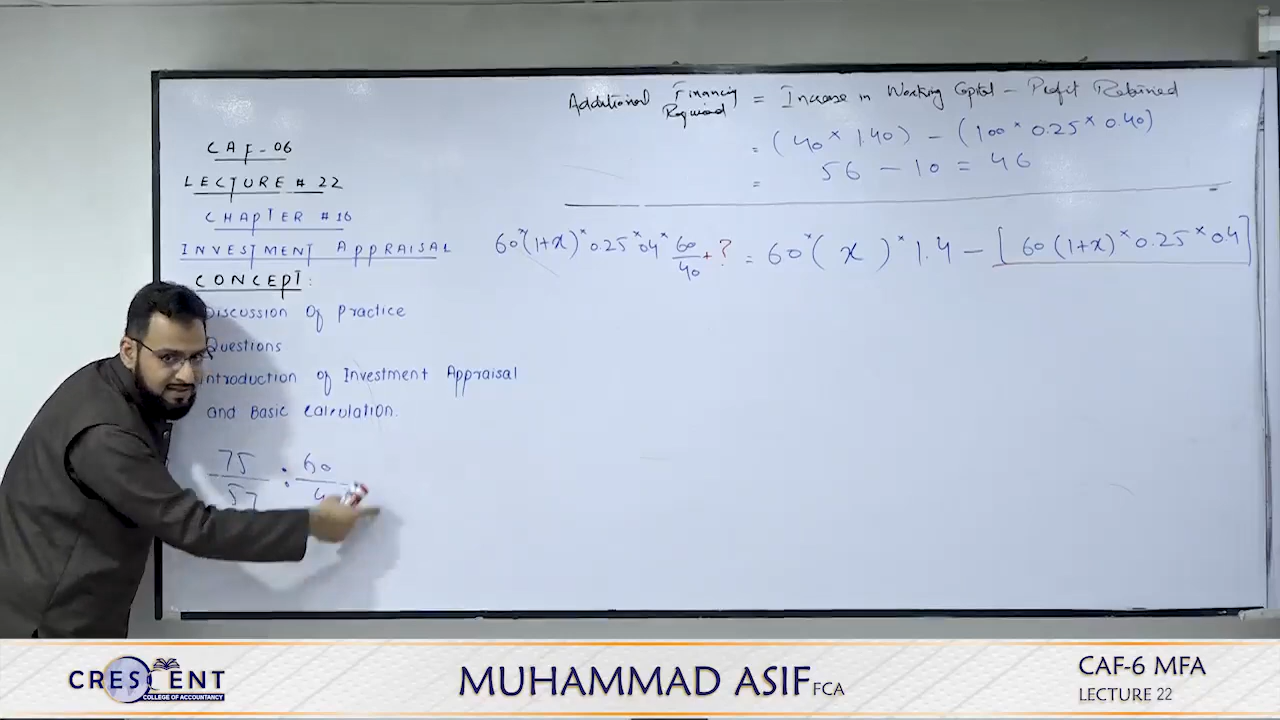 Additional Financing Required = Increase in Working Capital – Profit Retained
= (40 × 1.40) – (100 × 0.25 × 0.40)
= 56 – 10 = 46
CAF-06
LECTURE # 22
CHAPTER #16
INVESTMENT APPRAISAL
CONCEPT:
60 × (1+x) × 0.25 × 04 × 60/40 + ? = 60 × ( x ) × 1.4 – [ 60 (1+x) × 0.25 × 0.4 ]
Discussion Of Practice
Questions
introduction of Investment Appraisal
and Basic Calculation.
75/57 : 60/4
CRESCENT
COLLEGE OF ACCOUNTANCY
MUHAMMAD ASIF FCA
CAF-6 MFA
LECTURE 22